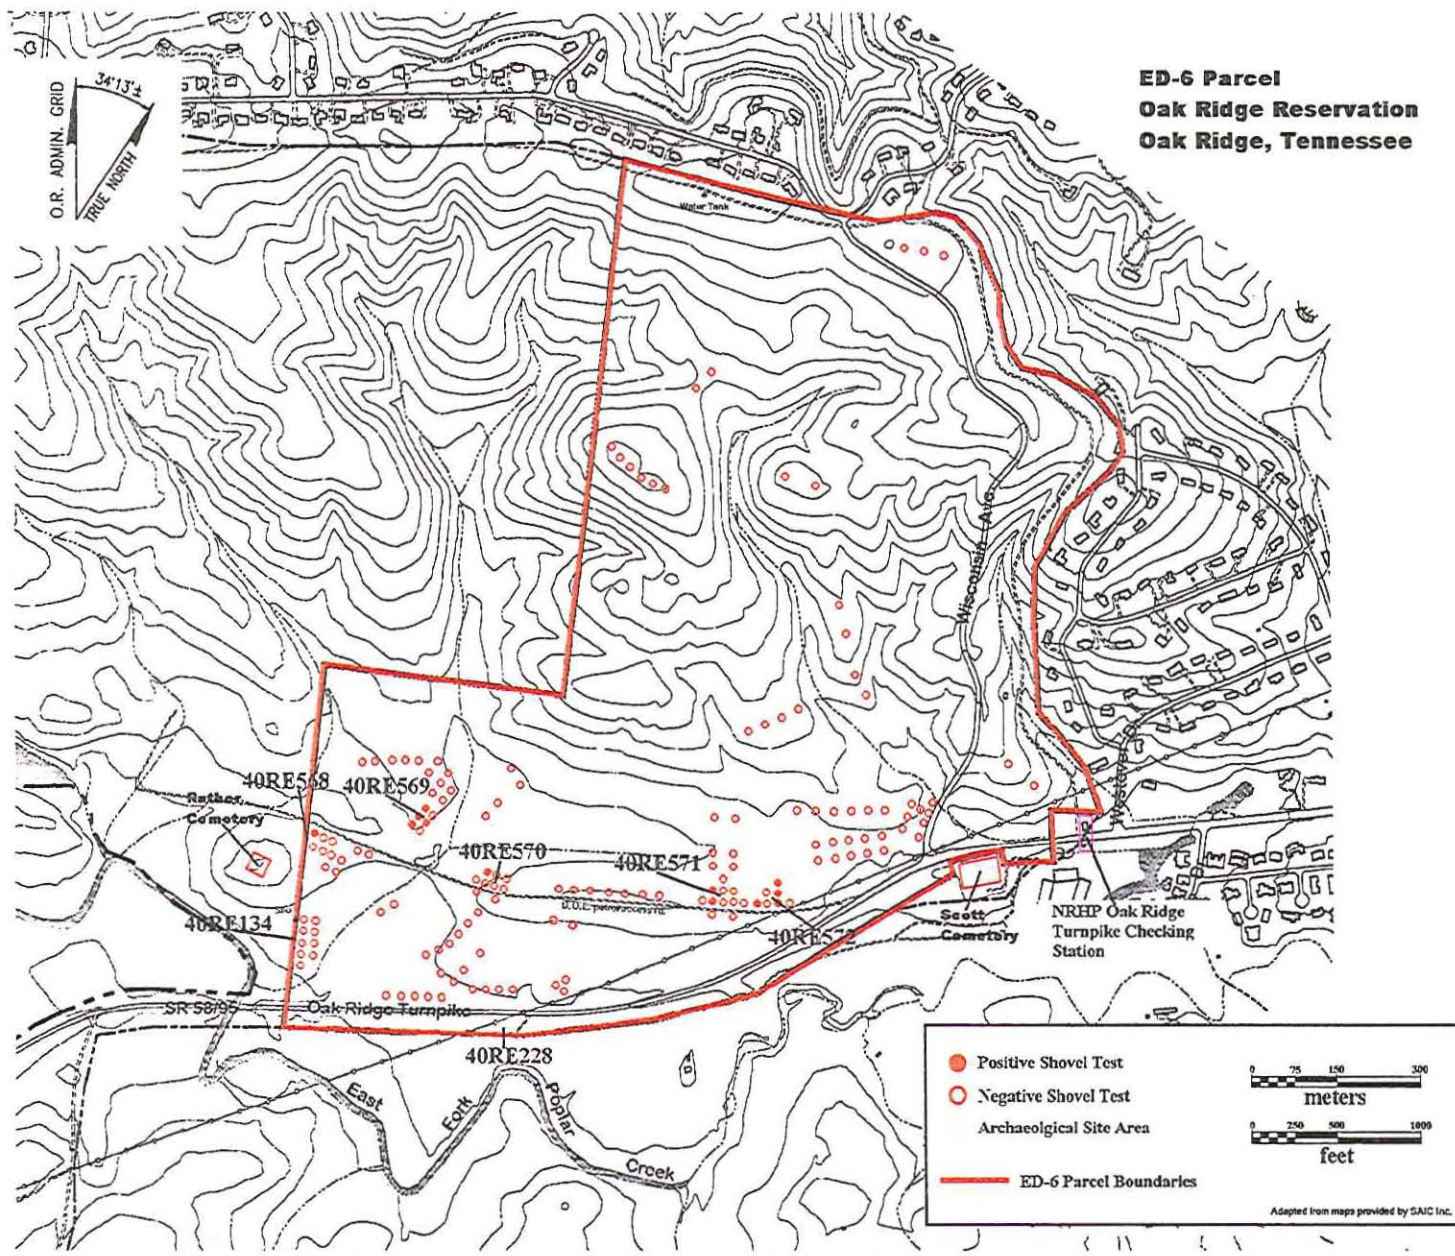 ED-6 Parcel
Oak Ridge Reservation
Oak Ridge, Tennessee
34°13'±
O.R. ADMIN. GRID
TRUE NORTH
Water Tank
Wisconsin Ave.
Westover
40RE568
40RE569
Rather
Cemetery
40RE570
40RE571
40RE134
40RE572
Scott
Cemetery
NRHP Oak Ridge
Turnpike Checking
Station
SR 58/95
Oak Ridge Turnpike
40RE228
East
Fork
Poplar
Creek
Positive Shovel Test
Negative Shovel Test
Archaeolgical Site Area
ED-6 Parcel Boundaries
0 75 150 300
meters
0 250 500 1000
feet
Adapted from maps provided by SAIC Inc.